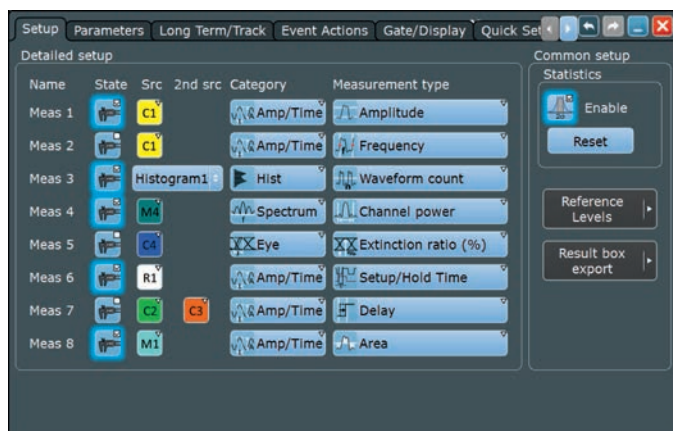 Setup Parameters Long Term/Track Event Actions Gate/Display Quick Set
Detailed setup Common setup
Statistics
Name State Src 2nd src Category Measurement type
Meas 1 C1 Amp/Time Amplitude Enable
Meas 2 C1 Amp/Time Frequency Reset
Meas 3 Histogram1 Hist Waveform count
Meas 4 M4 Spectrum Channel power Reference Levels
Meas 5 C4 Eye Extinction ratio (%) Result box export
Meas 6 R1 Amp/Time Setup/Hold Time
Meas 7 C2 C3 Amp/Time Delay
Meas 8 M1 Amp/Time Area